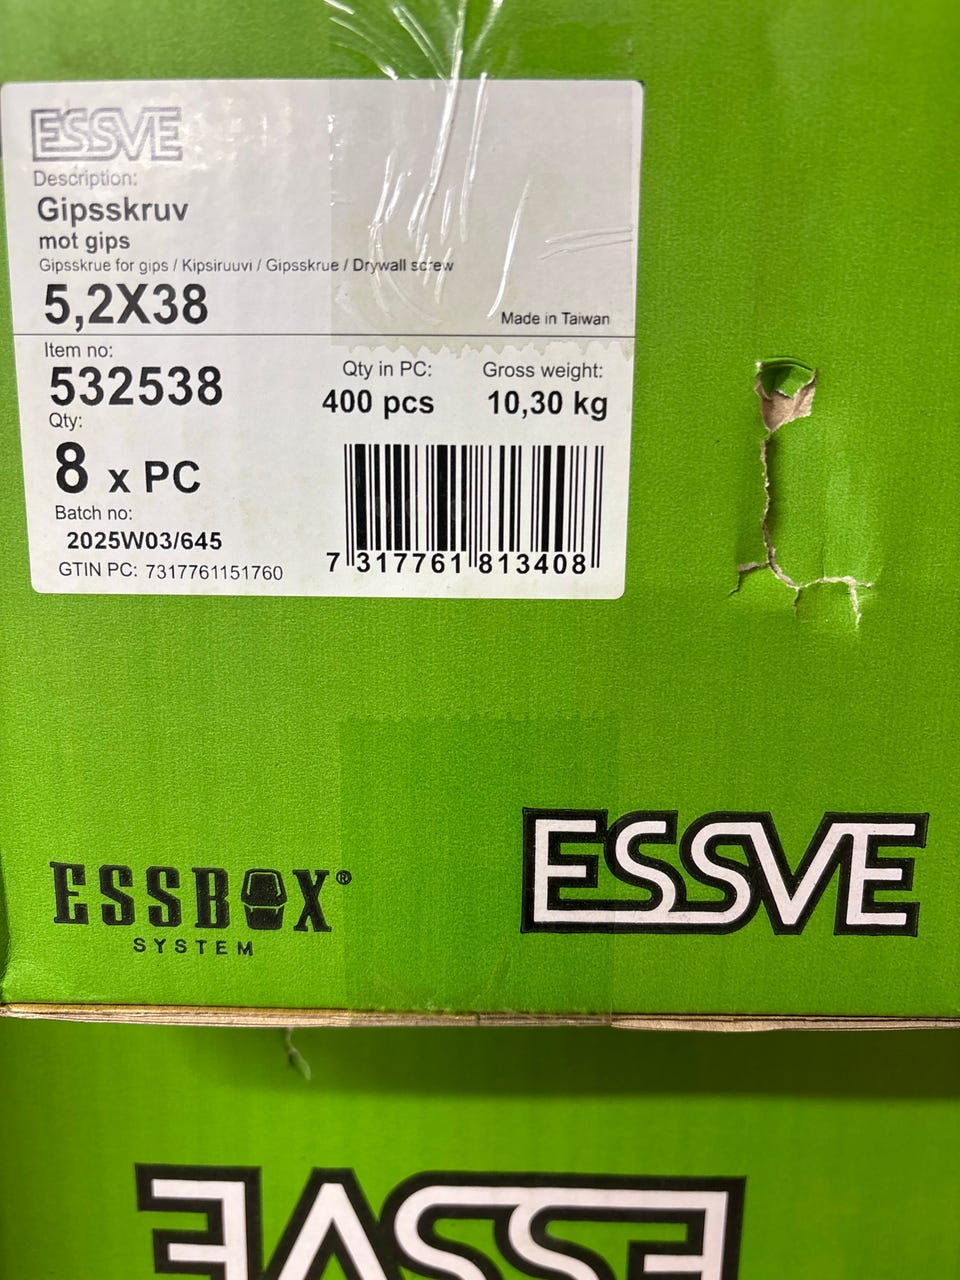 ESSVE
Description:
Gipsskruv
mot gips
Gipsskrue for gips / Kipsiruuvi / Gipsskrue / Drywall screw
5,2X38
Made in Taiwan
Item no:
532538
Qty in PC:
400 pcs
Gross weight:
10,30 kg
Qty:
8 x PC
Batch no:
2025W03/645
GTIN PC: 7317761151760
7 317761 813408
ESSBOX®
SYSTEM
ESSVE
ESSVE